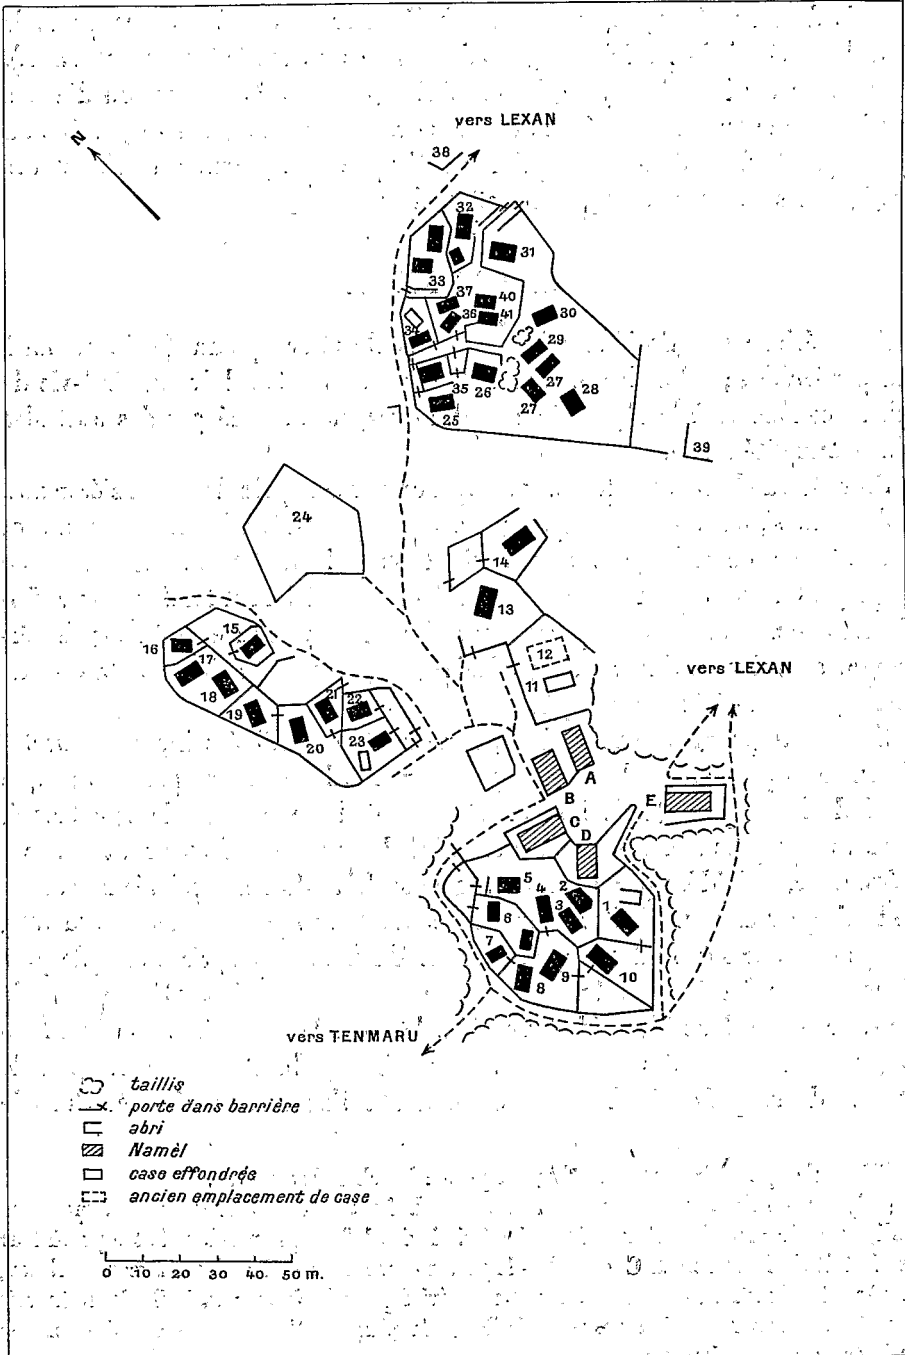 vers LEXAN
N
38
32
31
33
37
40
36
41
34
30
29
27
28
27
35
26
25
39
24
14
13
15
16
17
18
19
20
21
22
23
12
11
vers LEXAN
A
B
E
C
D
5
4
2
3
1
6
7
8
9
10
vers TENMARU
taillis
porte dans barrière
abri
Namèl
case effondrée
ancien emplacement de case
0 10 20 30 40 50 m.